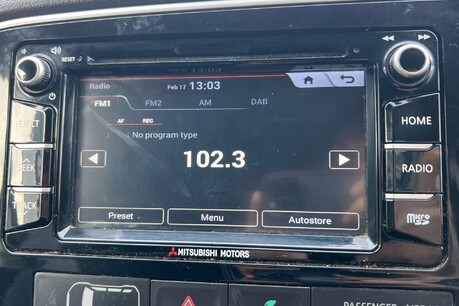 RESET
Radio Feb 17 13:03
FM1 FM2 AM DAB
AF REG
No program type
102.3
Preset Menu Autostore
EJECT
SEEK
TRACK
HOME
RADIO
micro
SD
MITSUBISHI MOTORS
PASSENGER